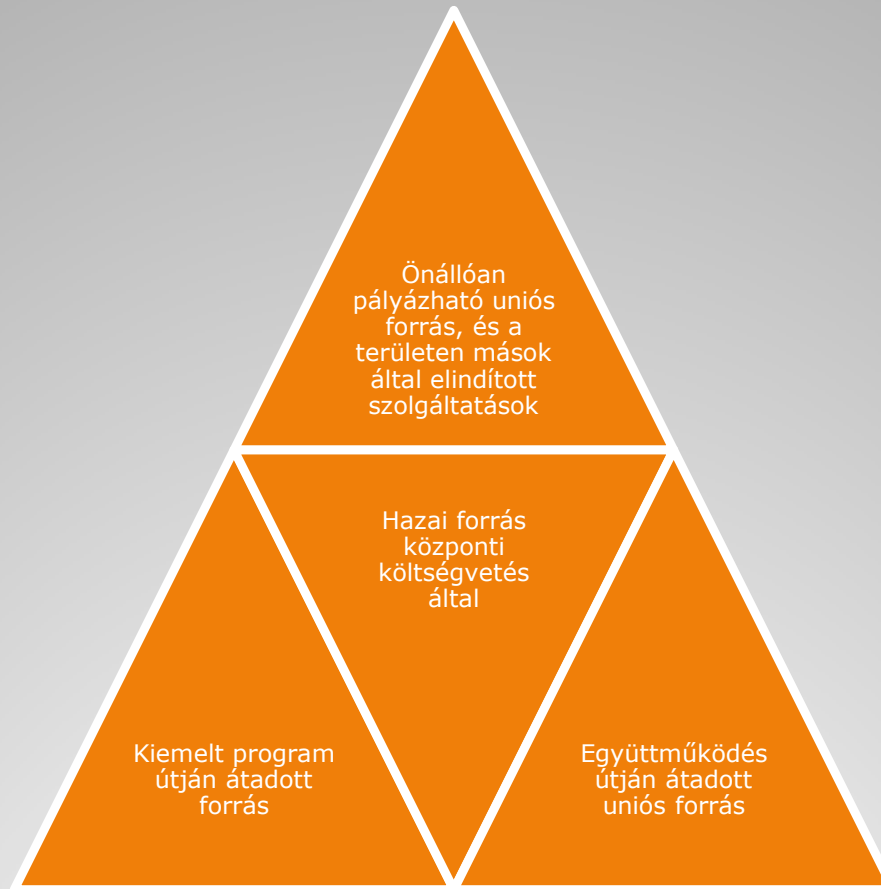 Önállóan
pályázható uniós
forrás, és a
területen mások
által elindított
szolgáltatások
Hazai forrás
központi
költségvetés
által
Kiemelt program
útján átadott
forrás
Együttműködés
útján átadott
uniós forrás